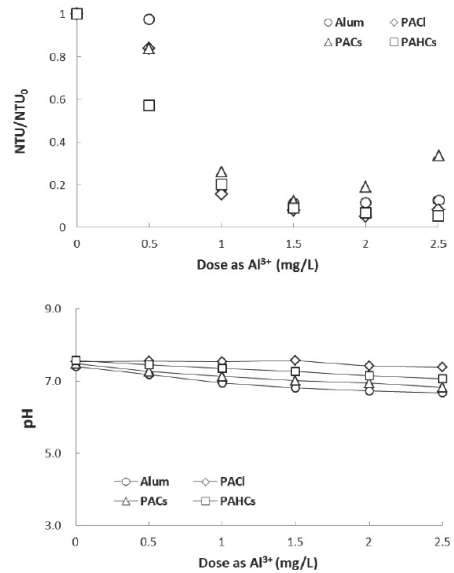 1
0.8
0.6
0.4
0.2
0
NTU/NTU₀
Alum PACl
PACs PAHCs
0 0.5 1 1.5 2 2.5
Dose as Al³⁺ (mg/L)
9.0
7.0
5.0
3.0
pH
Alum PACl
PACs PAHCs
0 0.5 1 1.5 2 2.5
Dose as Al³⁺ (mg/L)